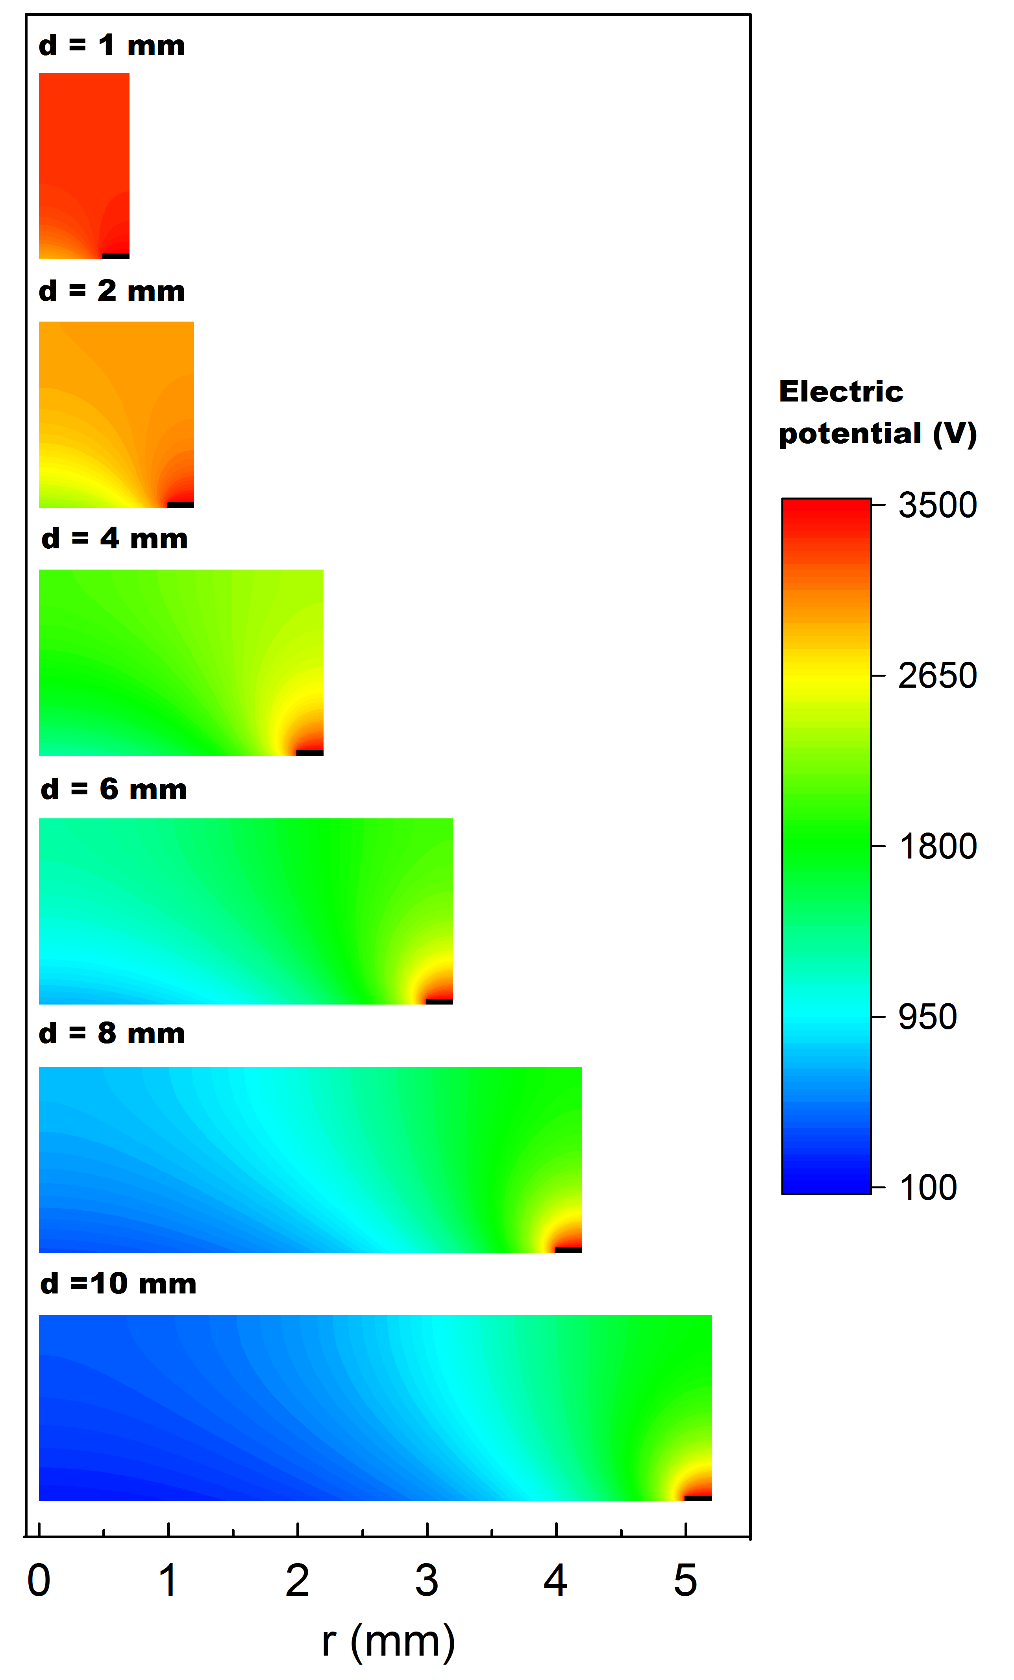 d = 1 mm
d = 2 mm
d = 4 mm
d = 6 mm
d = 8 mm
d =10 mm
Electric
potential (V)
3500
2650
1800
950
100
0 1 2 3 4 5
r (mm)